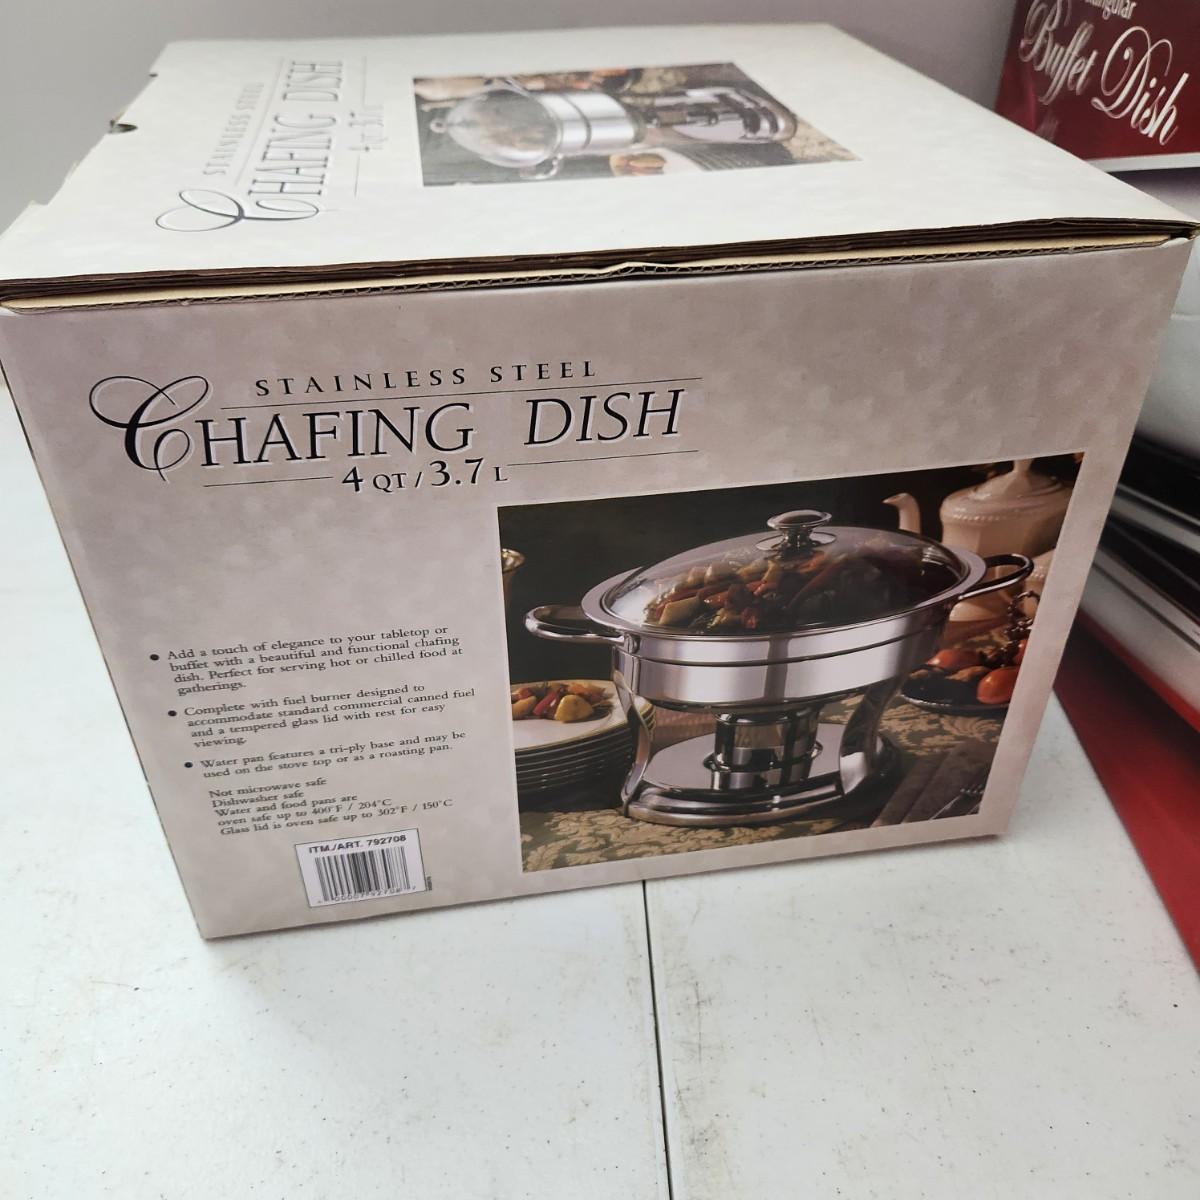 STAINLESS STEEL
CHAFING DISH
4 QT
Buffet Dish
STAINLESS STEEL
CHAFING DISH
4 QT / 3.7 L
• Add a touch of elegance to your tabletop or
buffet with a beautiful and functional chafing
dish. Perfect for serving hot or chilled food at
gatherings.
• Complete with fuel burner designed to
accommodate standard commercial canned fuel
and a tempered glass lid with rest for easy
viewing.
• Water pan features a tri-ply base and may be
used on the stove top or as a roasting pan.
Not microwave safe
Dishwasher safe
Water and food pans are
oven safe up to 400°F / 204°C
Glass lid is oven safe up to 302°F / 150°C
ITM./ART. 792708